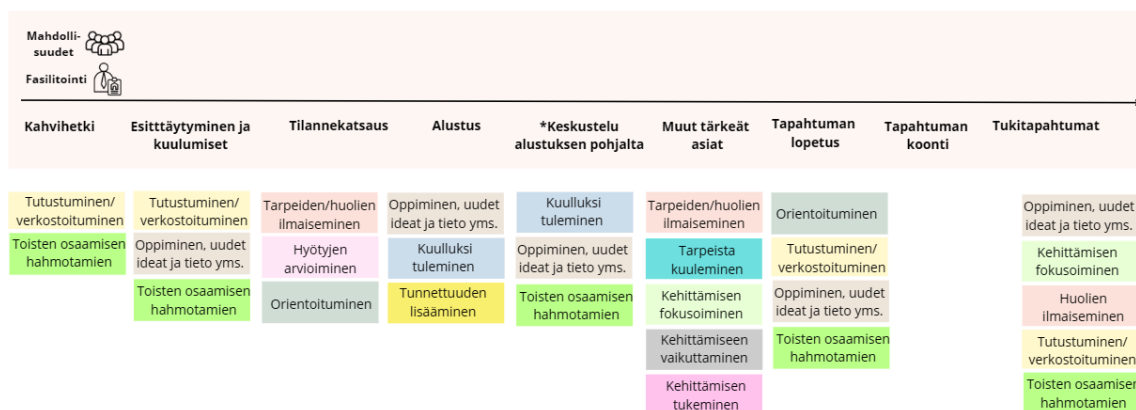 Mahdolli-
suudet
Fasilitointi
Kahvihetki
Esitttäytyminen ja
kuulumiset
Tilannekatsaus
Alustus
*Keskustelu
alustuksen pohjalta
Muut tärkeät
asiat
Tapahtuman
lopetus
Tapahtuman
koonti
Tukitapahtumat
Tutustuminen/
verkostoituminen
Toisten osaamisen
hahmotamien
Tutustuminen/
verkostoituminen
Oppiminen, uudet
ideat ja tieto yms.
Toisten osaamisen
hahmotamien
Tarpeiden/huolien
ilmaiseminen
Hyötyjen
arvioiminen
Orientoituminen
Oppiminen, uudet
ideat ja tieto yms.
Kuulluksi
tuleminen
Tunnettuuden
lisääminen
Kuulluksi
tuleminen
Oppiminen, uudet
ideat ja tieto yms.
Toisten osaamisen
hahmotamien
Tarpeiden/huolien
ilmaiseminen
Tarpeista
kuuleminen
Kehittämisen
fokusoiminen
Kehittämiseen
vaikuttaminen
Kehittämisen
tukeminen
Orientoituminen
Tutustuminen/
verkostoituminen
Oppiminen, uudet
ideat ja tieto yms.
Toisten osaamisen
hahmotamien
Oppiminen, uudet
ideat ja tieto yms.
Kehittämisen
fokusoiminen
Huolien
ilmaiseminen
Tutustuminen/
verkostoituminen
Toisten osaamisen
hahmotamien